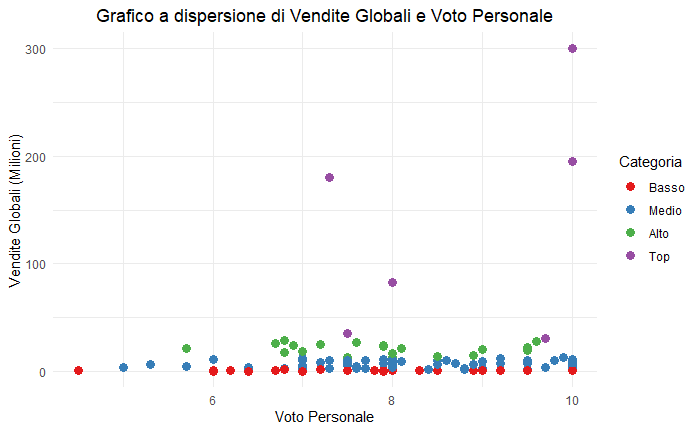 Grafico a dispersione di Vendite Globali e Voto Personale
300
200
100
0
Vendite Globali (Milioni)
6
8
10
Voto Personale
Categoria
Basso
Medio
Alto
Top